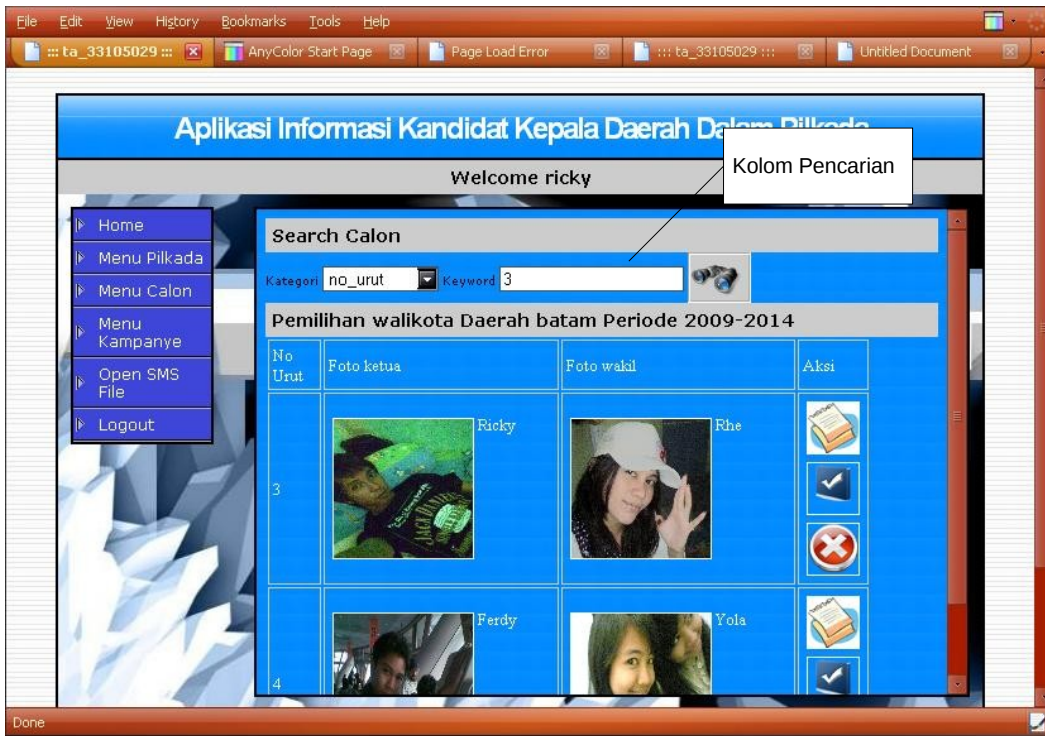 File Edit View History Bookmarks Tools Help
::: ta_33105029 ::: AnyColor Start Page Page Load Error ::: ta_33105029 ::: Untitled Document
Aplikasi Informasi Kandidat Kepala Daerah Dalam Pilkada
Kolom Pencarian
Welcome ricky
Home
Menu Pilkada
Menu Calon
Menu
Kampanye
Open SMS
File
Logout
Search Calon
Kategori no_urut Keyword 3
Pemilihan walikota Daerah batam Periode 2009-2014
No
Urut
Foto ketua Foto wakil Aksi
3 Ricky Rhe
JACK DANIEL
4 Ferdy Yola
Done